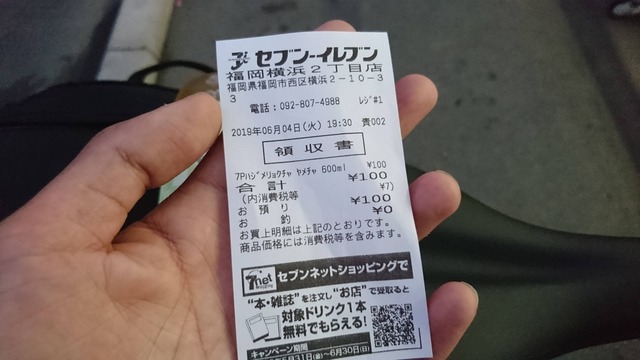 セブン-イレブン
福岡横浜2丁目店
福岡県福岡市西区横浜2-10-3
3
電話:092-807-4988 レジ#1
2019年06月04日(火) 19:30 責002
領収書
7Pハジメリョクチャ ヤメチャ 600ml ¥100
合計 ¥100
(内消費税等 ¥7)
お預り ¥100
お釣 ¥0
お買上明細は上記のとおりです。
商品価格には消費税等を含みます。
7net セブンネットショッピングで
"本・雑誌"を注文し"お店"で受取ると
対象ドリンク1本
無料でもらえる!
キャンペーン期間
月31日(金)~6月30日(日)